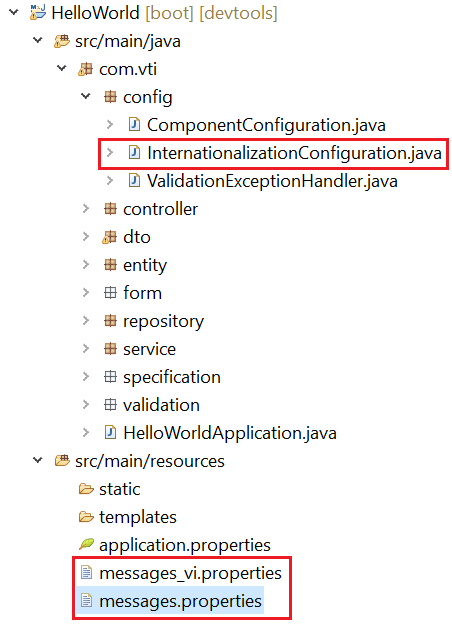 HelloWorld [boot] [devtools]
src/main/java
com.vti
config
ComponentConfiguration.java
InternationalizationConfiguration.java
ValidationExceptionHandler.java
controller
dto
entity
form
repository
service
specification
validation
HelloWorldApplication.java
src/main/resources
static
templates
application.properties
messages_vi.properties
messages.properties